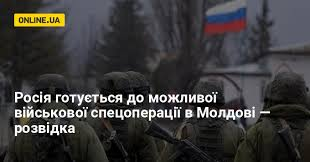 ONLINE.UA
Росія готується до можливої
військової спецоперації в Молдові —
розвідка